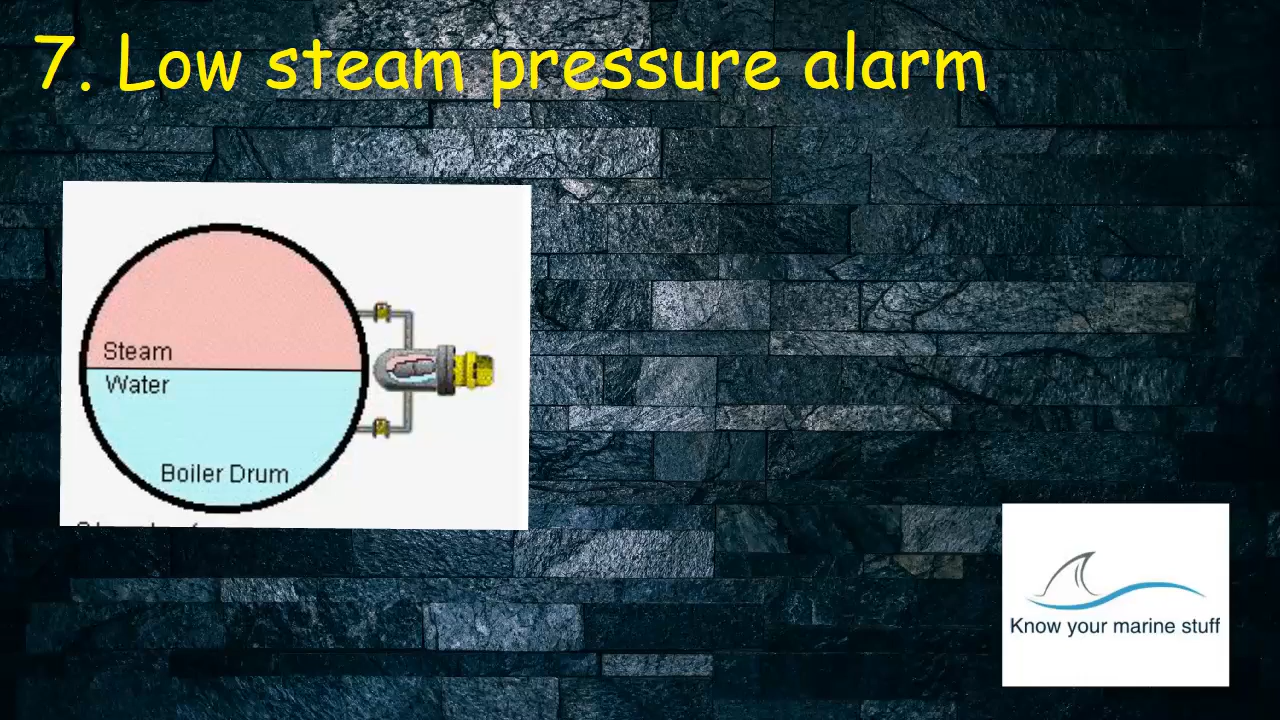 7. Low steam pressure alarm
Steam
Water
Boiler Drum
Know your marine stuff